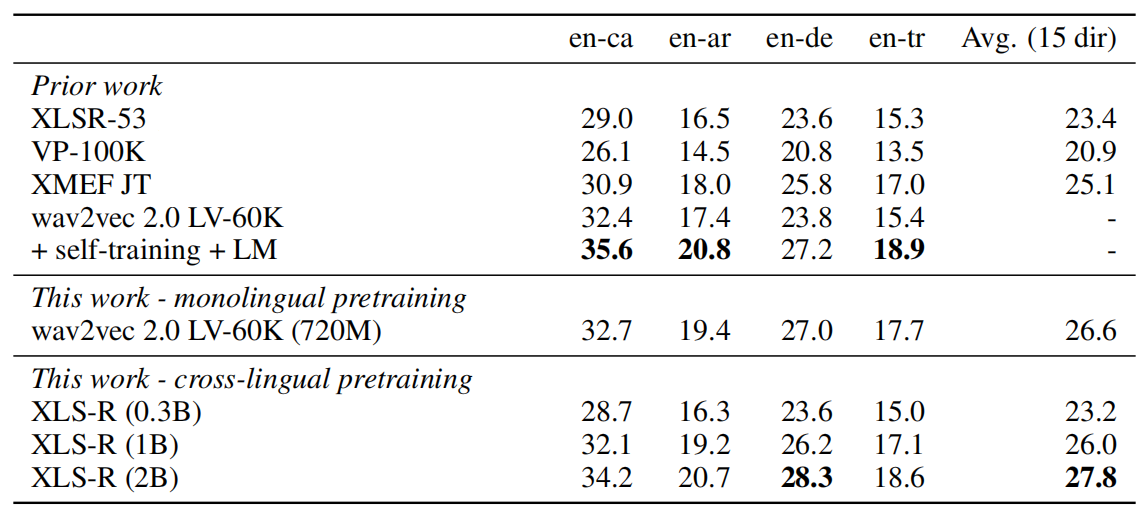 en-ca en-ar en-de en-tr Avg. (15 dir)
Prior work
XLSR-53 29.0 16.5 23.6 15.3 23.4
VP-100K 26.1 14.5 20.8 13.5 20.9
XMEF JT 30.9 18.0 25.8 17.0 25.1
wav2vec 2.0 LV-60K 32.4 17.4 23.8 15.4 -
+ self-training + LM 35.6 20.8 27.2 18.9 -
This work - monolingual pretraining
wav2vec 2.0 LV-60K (720M) 32.7 19.4 27.0 17.7 26.6
This work - cross-lingual pretraining
XLS-R (0.3B) 28.7 16.3 23.6 15.0 23.2
XLS-R (1B) 32.1 19.2 26.2 17.1 26.0
XLS-R (2B) 34.2 20.7 28.3 18.6 27.8